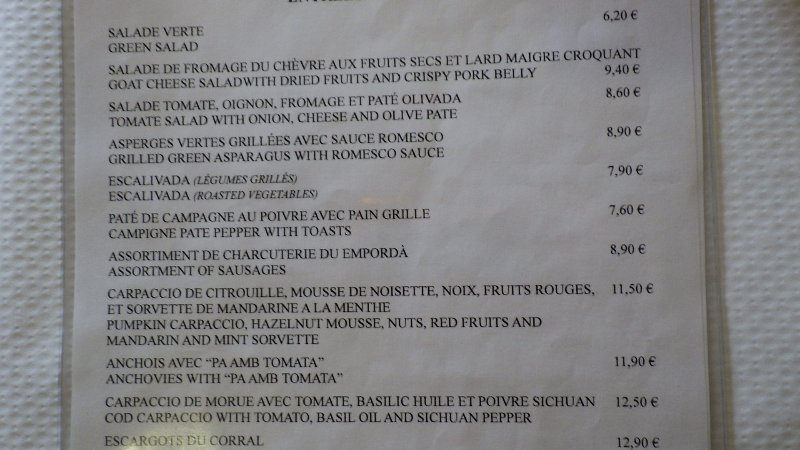 6,20 €
SALADE VERTE
GREEN SALAD
SALADE DE FROMAGE DU CHÈVRE AUX FRUITS SECS ET LARD MAIGRE CROQUANT
GOAT CHEESE SALADWITH DRIED FRUITS AND CRISPY PORK BELLY 9,40 €
SALADE TOMATE, OIGNON, FROMAGE ET PATÉ OLIVADA 8,60 €
TOMATE SALAD WITH ONION, CHEESE AND OLIVE PATE
ASPERGES VERTES GRILLÉES AVEC SAUCE ROMESCO 8,90 €
GRILLED GREEN ASPARAGUS WITH ROMESCO SAUCE
ESCALIVADA (LÉGUMES GRILLÉS) 7,90 €
ESCALIVADA (ROASTED VEGETABLES)
PATÉ DE CAMPAGNE AU POIVRE AVEC PAIN GRILLE 7,60 €
CAMPIGNE PATE PEPPER WITH TOASTS
ASSORTIMENT DE CHARCUTERIE DU EMPORDÀ 8,90 €
ASSORTMENT OF SAUSAGES
CARPACCIO DE CITROUILLE, MOUSSE DE NOISETTE, NOIX, FRUITS ROUGES, 11,50 €
ET SORVETTE DE MANDARINE A LA MENTHE
PUMPKIN CARPACCIO, HAZELNUT MOUSSE, NUTS, RED FRUITS AND
MANDARIN AND MINT SORVETTE
ANCHOIS AVEC “PA AMB TOMATA” 11,90 €
ANCHOVIES WITH “PA AMB TOMATA”
CARPACCIO DE MORUE AVEC TOMATE, BASILIC HUILE ET POIVRE SICHUAN 12,50 €
COD CARPACCIO WITH TOMATO, BASIL OIL AND SICHUAN PEPPER
ESCARGOTS DU CORRAL 12,90 €